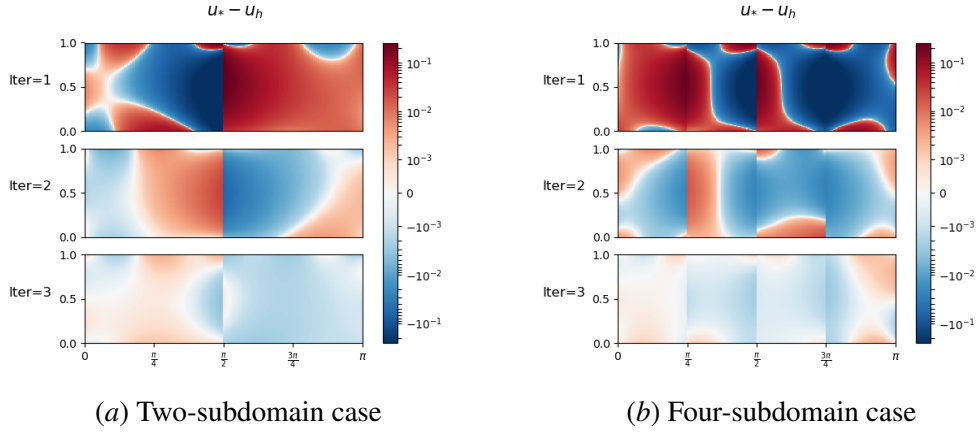 u* − uh
Iter=1
1.0
0.5
0.0
Iter=2
1.0
0.5
0.0
Iter=3
1.0
0.5
0.0
0 π/4 π/2 3π/4 π
10⁻¹
10⁻²
10⁻³
0
−10⁻³
−10⁻²
−10⁻¹
(a) Two-subdomain case
u* − uh
Iter=1
1.0
0.5
0.0
Iter=2
1.0
0.5
0.0
Iter=3
1.0
0.5
0.0
0 π/4 π/2 3π/4 π
10⁻¹
10⁻²
10⁻³
0
−10⁻³
−10⁻²
−10⁻¹
(b) Four-subdomain case